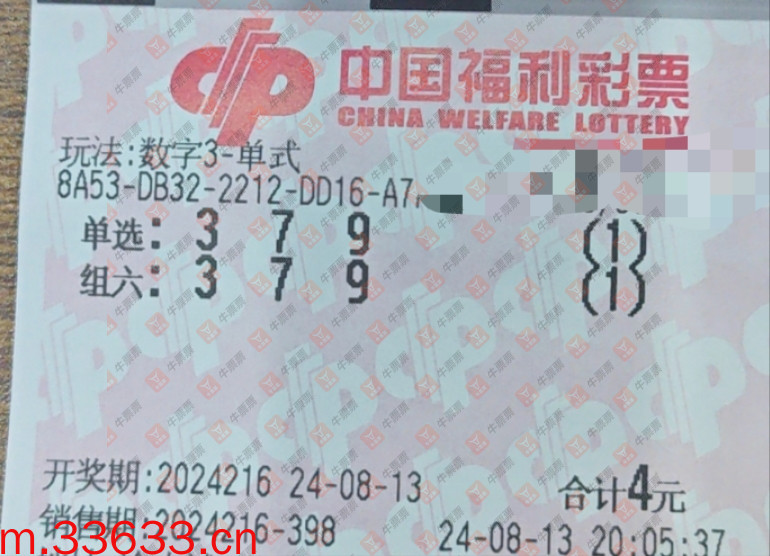 中国福利彩票
CHINA WELFARE LOTTERY
玩法:数字3-单式
8A53-DB32-2212-DD16-A7
单选: 3 7 9 (1)
组六: 3 7 9 (1)
开奖期:2024216 24-08-13 合计4元
销售期:2024216-398 24-08-13 20:05:37
m.33633.cn
牛彩票